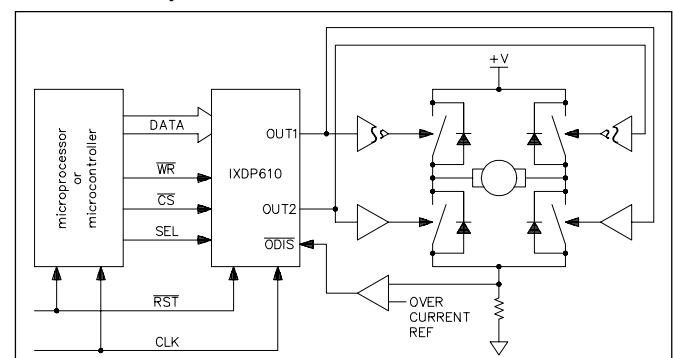 +V
microprocessor
or
microcontroller
DATA
WR
CS
SEL
IXDP610
OUT1
OUT2
ODIS
OVER
CURRENT
REF
RST
CLK